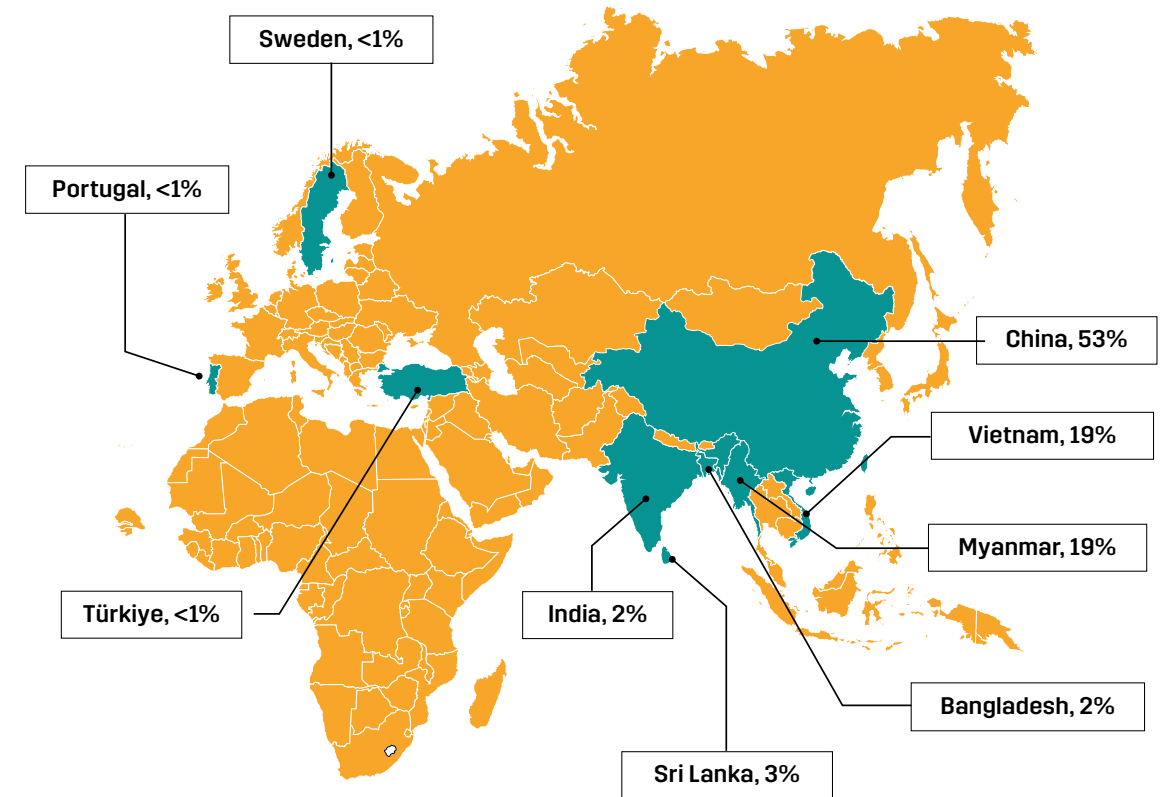 Sweden, <1%
Portugal, <1%
China, 53%
Vietnam, 19%
Myanmar, 19%
Türkiye, <1%
India, 2%
Bangladesh, 2%
Sri Lanka, 3%